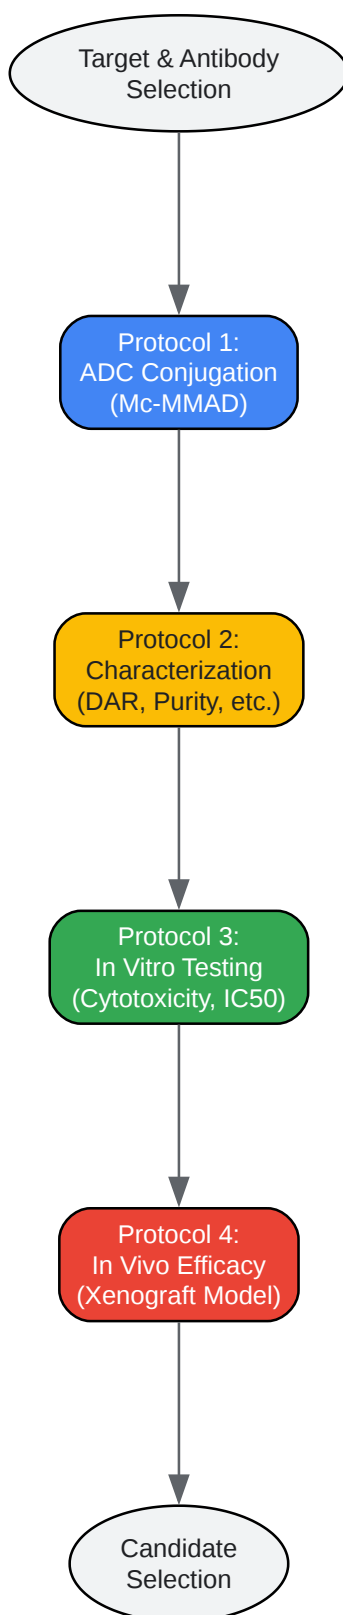 Target & Antibody
Selection
Protocol 1:
ADC Conjugation
(Mc-MMAD)
Protocol 2:
Characterization
(DAR, Purity, etc.)
Protocol 3:
In Vitro Testing
(Cytotoxicity, IC50)
Protocol 4:
In Vivo Efficacy
(Xenograft Model)
Candidate
Selection